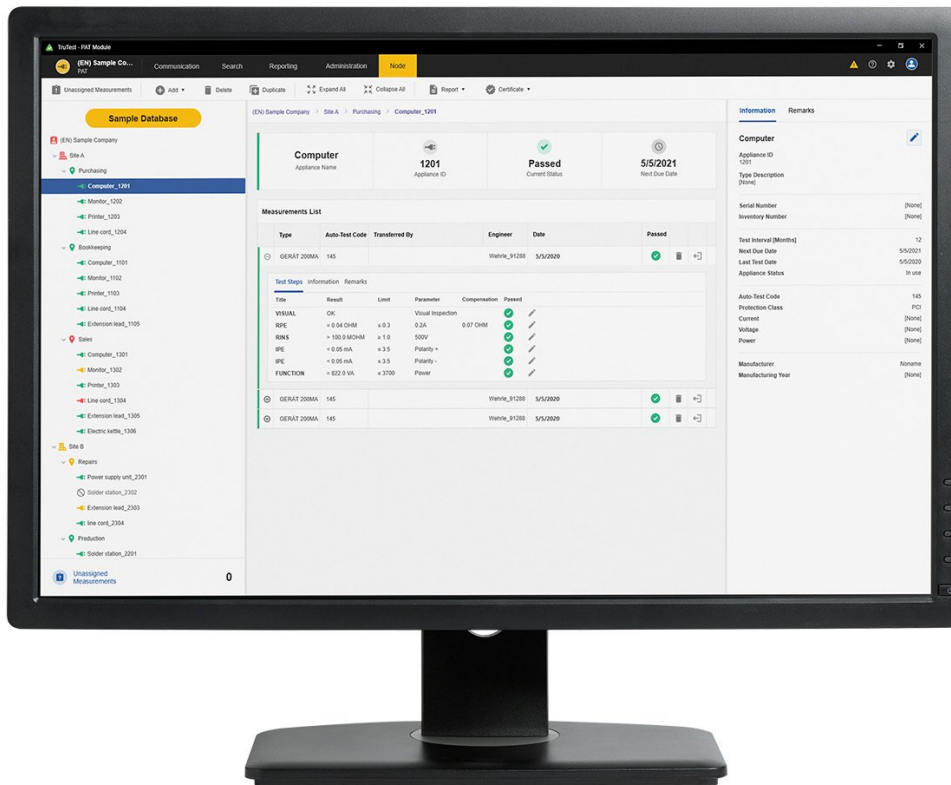 TruTest - PAT Module
(EN) Sample Co...
PAT
Communication
Search
Reporting
Administration
Node
Unassigned Measurements
Add
Delete
Duplicate
Expand All
Collapse All
Report
Certificate
Sample Database
(EN) Sample Company
Site A
Purchasing
Computer_1201
Monitor_1202
Printer_1203
Line cord_1204
Bookkeeping
Computer_1101
Monitor_1102
Printer_1103
Line cord_1104
Extension lead_1105
Sales
Computer_1301
Monitor_1302
Printer_1303
Line cord_1304
Extension lead_1305
Electric kettle_1306
Site B
Repairs
Power supply unit_2301
Solder station_2302
Extension lead_2303
line cord_2304
Production
Solder station_2201
Unassigned
Measurements
0
(EN) Sample Company > Site A > Purchasing > Computer_1201
Computer
Appliance Name
1201
Appliance ID
Passed
Current Status
5/5/2021
Next Due Date
Measurements List
Type Auto-Test Code Transferred By Engineer Date Passed
GERÄT 200MA 145 Wehrle_91288 5/5/2020
Test Steps Information Remarks
Title Result Limit Parameter Compensation Passed
VISUAL OK Visual Inspection
RPE = 0.04 OHM ≤ 0.3 0.2A 0.07 OHM
RINS > 100.0 MOHM ≥ 1.0 500V
IPE < 0.05 mA ≤ 3.5 Polarity +
IPE < 0.05 mA ≤ 3.5 Polarity -
FUNCTION = 822.0 VA ≤ 3700 Power
GERÄT 200MA 145 Wehrle_91288 5/5/2020
GERÄT 200MA 145 Wehrle_91288 5/5/2020
Information Remarks
Computer
Appliance ID
1201
Type Description
[None]
Serial Number [None]
Inventory Number [None]
Test Interval [Months] 12
Next Due Date 5/5/2021
Last Test Date 5/5/2020
Appliance Status In use
Auto-Test Code 145
Protection Class PCI
Current [None]
Voltage [None]
Power [None]
Manufacturer Noname
Manufacturing Year [None]